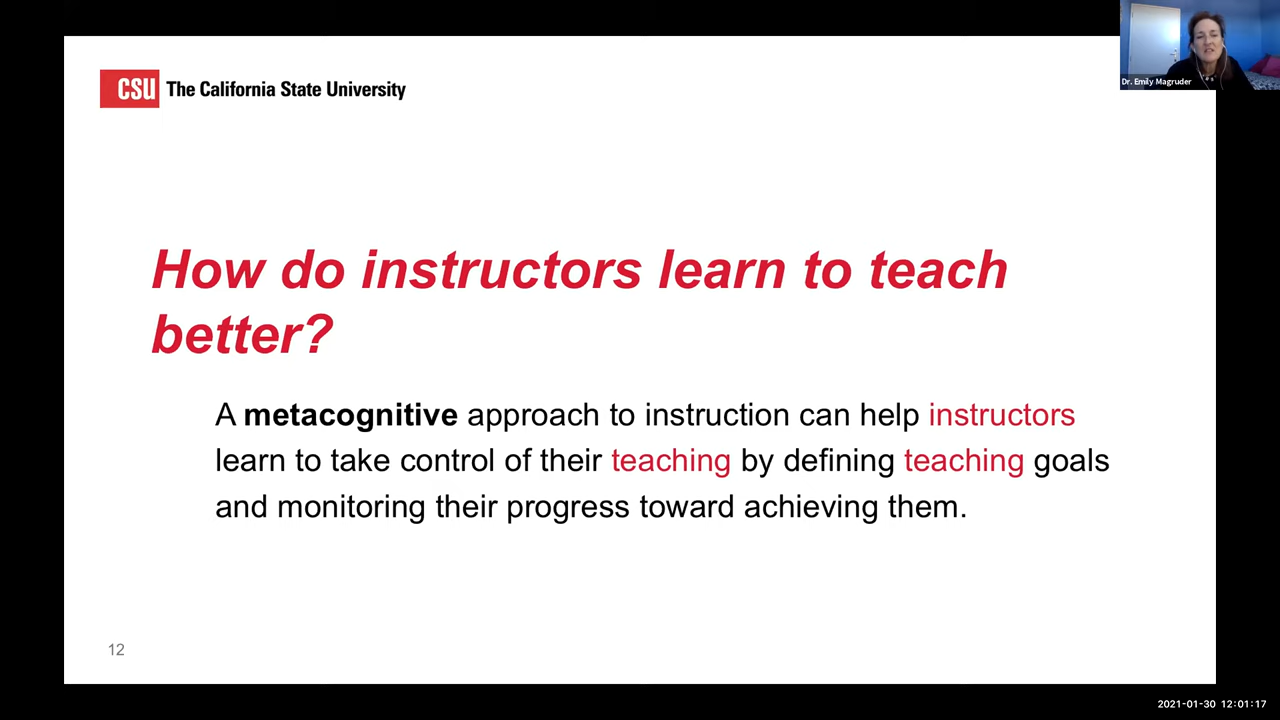 CSU The California State University
Dr. Emily Magruder
How do instructors learn to teach
better?
A metacognitive approach to instruction can help instructors
learn to take control of their teaching by defining teaching goals
and monitoring their progress toward achieving them.
12
2021-01-30 12:01:17